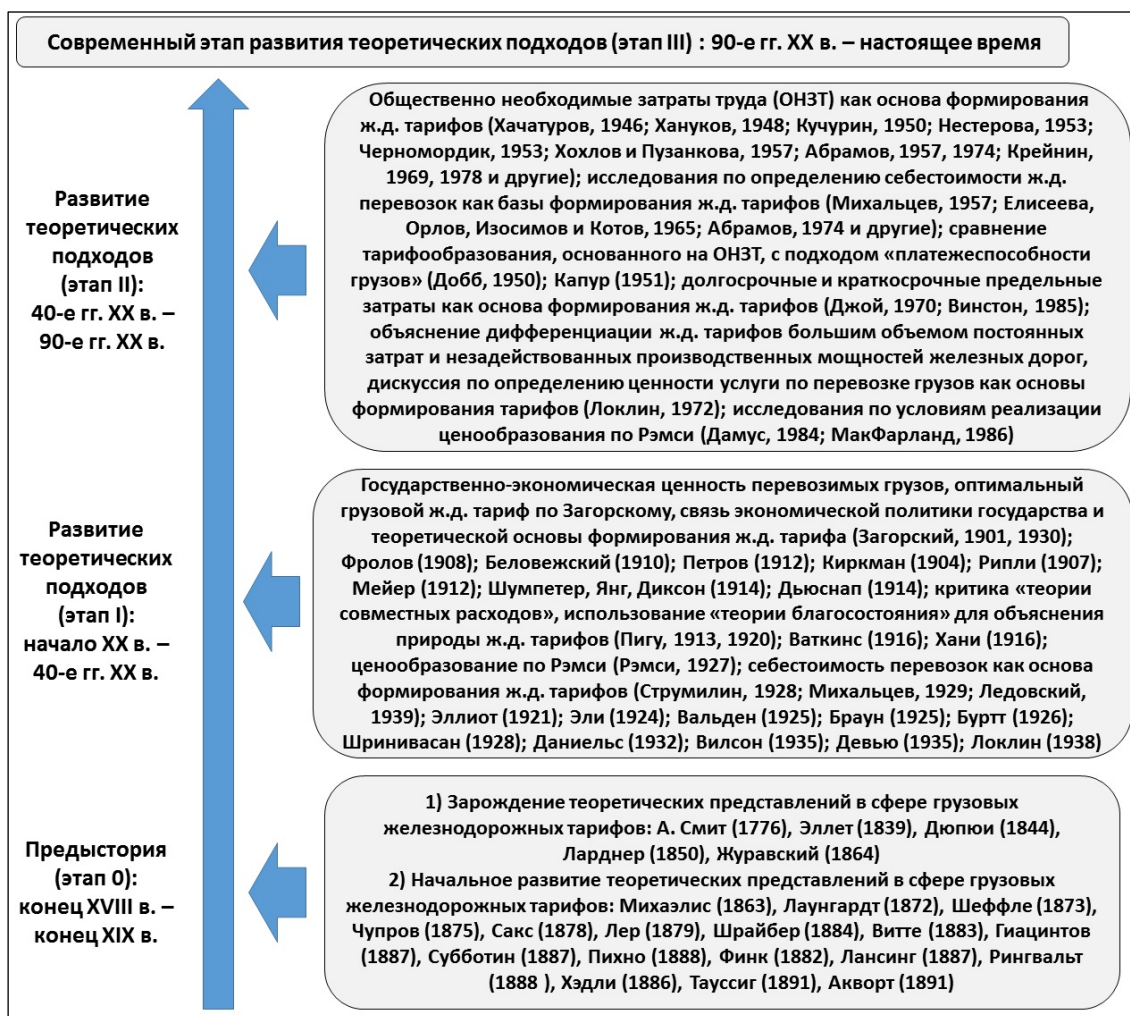 Современный этап развития теоретических подходов (этап III) : 90-е гг. XX в. – настоящее время
Развитие
теоретических
подходов
(этап II):
40-е гг. XX в. –
90-е гг. XX в.
Общественно необходимые затраты труда (ОНЗТ) как основа формирования
ж.д. тарифов (Хачатуров, 1946; Хануков, 1948; Кучурин, 1950; Нестерова, 1953;
Черномордик, 1953; Хохлов и Пузанкова, 1957; Абрамов, 1957, 1974; Крейнин,
1969, 1978 и другие); исследования по определению себестоимости ж.д.
перевозок как базы формирования ж.д. тарифов (Михальцев, 1957; Елисеева,
Орлов, Изосимов и Котов, 1965; Абрамов, 1974 и другие); сравнение
тарифообразования, основанного на ОНЗТ, с подходом «платежеспособности
грузов» (Добб, 1950); Капур (1951); долгосрочные и краткосрочные предельные
затраты как основа формирования ж.д. тарифов (Джой, 1970; Винстон, 1985);
объяснение дифференциации ж.д. тарифов большим объемом постоянных
затрат и незадействованных производственных мощностей железных дорог,
дискуссия по определению ценности услуги по перевозке грузов как основы
формирования тарифов (Локлин, 1972); исследования по условиям реализации
ценообразования по Рэмси (Дамус, 1984; МакФарланд, 1986)
Развитие
теоретических
подходов
(этап I):
начало XX в. –
40-е гг. XX в.
Государственно-экономическая ценность перевозимых грузов, оптимальный
грузовой ж.д. тариф по Загорскому, связь экономической политики государства и
теоретической основы формирования ж.д. тарифа (Загорский, 1901, 1930);
Фролов (1908); Беловежский (1910); Петров (1912); Киркман (1904); Рипли (1907);
Мейер (1912); Шумпетер, Янг, Диксон (1914); Дьюснап (1914); критика «теории
совместных расходов», использование «теории благосостояния» для объяснения
природы ж.д. тарифов (Пигу, 1913, 1920); Ваткинс (1916); Хани (1916);
ценообразование по Рэмси (Рэмси, 1927); себестоимость перевозок как основа
формирования ж.д. тарифов (Струмилин, 1928; Михальцев, 1929; Ледовский,
1939); Эллиот (1921); Эли (1924); Вальден (1925); Браун (1925); Буртт (1926);
Шринивасан (1928); Даниельс (1932); Вилсон (1935); Девью (1935); Локлин (1938)
Предыстория
(этап 0):
конец XVIII в. –
конец XIX в.
1) Зарождение теоретических представлений в сфере грузовых
железнодорожных тарифов: А. Смит (1776), Эллет (1839), Дюпюи (1844),
Ларднер (1850), Журавский (1864)
2) Начальное развитие теоретических представлений в сфере грузовых
железнодорожных тарифов: Михаэлис (1863), Лаунгардт (1872), Шеффле (1873),
Чупров (1875), Сакс (1878), Лер (1879), Шрайбер (1884), Витте (1883), Гиацинтов
(1887), Субботин (1887), Пихно (1888), Финк (1882), Лансинг (1887), Рингвальт
(1888 ), Хэдли (1886), Тауссиг (1891), Акворт (1891)